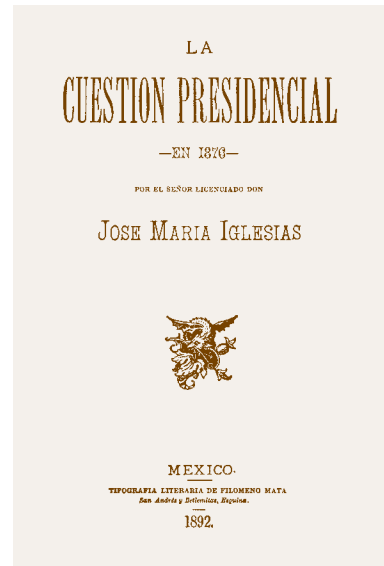 LA
CUESTION PRESIDENCIAL
—EN 1876—
POR EL SEÑOR LICENCIADO DON
JOSE MARIA IGLESIAS
MEXICO.
TIPOGRAFIA LITERARIA DE FILOMENO MATA
San Andrés y Betlemitas, Esquina.
1892.